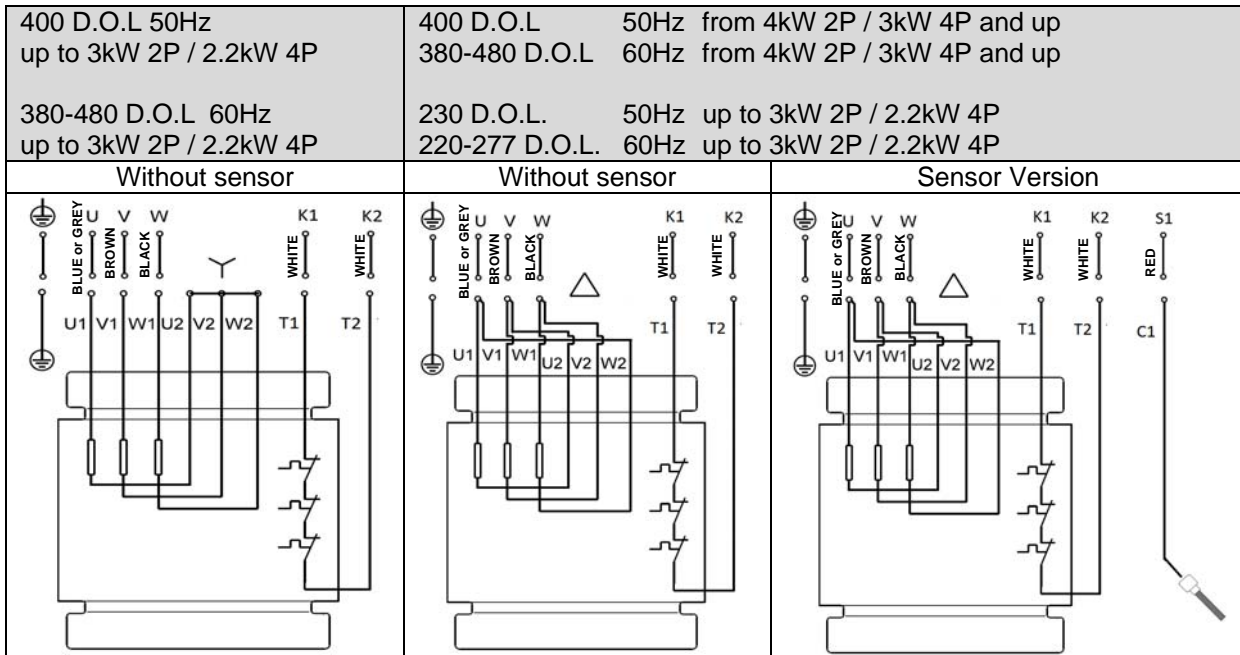 400 D.O.L 50Hz
up to 3kW 2P / 2.2kW 4P
380-480 D.O.L 60Hz
up to 3kW 2P / 2.2kW 4P
400 D.O.L 50Hz from 4kW 2P / 3kW 4P and up
380-480 D.O.L 60Hz from 4kW 2P / 3kW 4P and up
230 D.O.L. 50Hz up to 3kW 2P / 2.2kW 4P
220-277 D.O.L. 60Hz up to 3kW 2P / 2.2kW 4P
Without sensor
Without sensor
Sensor Version
U V W K1 K2
BLUE or GREY
BROWN
BLACK
WHITE
WHITE
U1 V1 W1 U2 V2 W2 T1 T2
U V W K1 K2
BLUE or GREY
BROWN
BLACK
WHITE
WHITE
T1 T2
U1 V1 W1 U2 V2 W2
U V W K1 K2 S1
BLUE or GREY
BROWN
BLACK
WHITE
WHITE
RED
T1 T2 C1
U1 V1 W1 U2 V2 W2